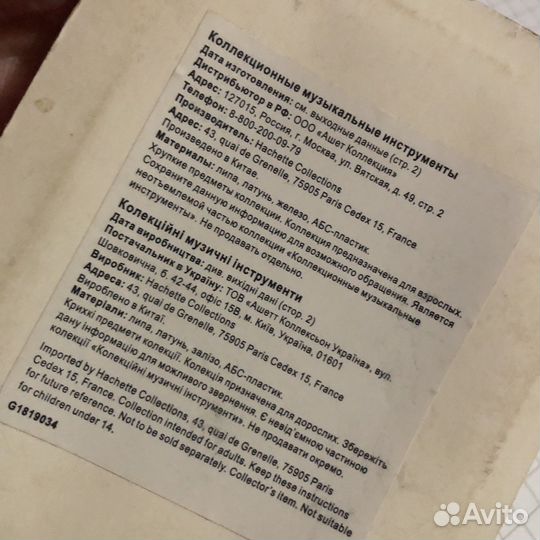 Коллекционные музыкальные инструменты
Дата изготовления: см. выходные данные (стр. 2)
Дистрибьютор в РФ: ООО «Ашет Коллекция»
Адрес: 127015, Россия, г. Москва, ул. Вятская, д. 49, стр. 2
Телефон: 8-800-200-09-79
Производитель: Hachette Collections
Адрес: 43, quai de Grenelle, 75905 Paris Cedex 15, France
Произведено в Китае.
Материалы: липа, латунь, железо, АБС-пластик.
Хрупкие предметы коллекции. Коллекция предназначена для взрослых.
Сохраните данную информацию для возможного обращения. Является
неотъемлемой частью коллекции «Коллекционные музыкальные
инструменты». Не продавать отдельно.
Колекційні музичні інструменти
Дата виробництва: див. вихідні дані (стор. 2)
Постачальник в Україну: ТОВ «Ашетт Коллексьон Україна», вул.
Шовковична, б. 42-44, офіс 15В, м. Київ, Україна, 01601
Виробник: Hachette Collections
Адреса: 43, quai de Grenelle, 75905 Paris Cedex 15, France
Вироблено в Китаї.
Матеріали: липа, латунь, залізо, АБС-пластик.
Крихкі предмети колекції. Колекція призначена для дорослих. Збережіть
дану інформацію для можливого звернення. Є невід'ємною частиною
колекції «Колекційні музичні інструменти». Не продавати окремо.
Imported by Hachette Collections, 43, quai de Grenelle, 75905 Paris
Cedex 15, France. Collection intended for adults. Keep these instructions
for future reference. Not to be sold separately. Collector's item. Not suitable
for children under 14.
G1819034
Avito